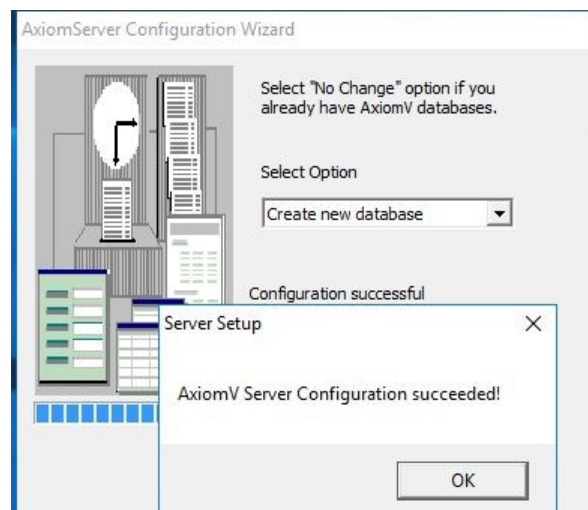 AxiomServer Configuration Wizard
Select "No Change" option if you
already have AxiomV databases.
Select Option
Create new database
Configuration successful
Server Setup
AxiomV Server Configuration succeeded!
OK